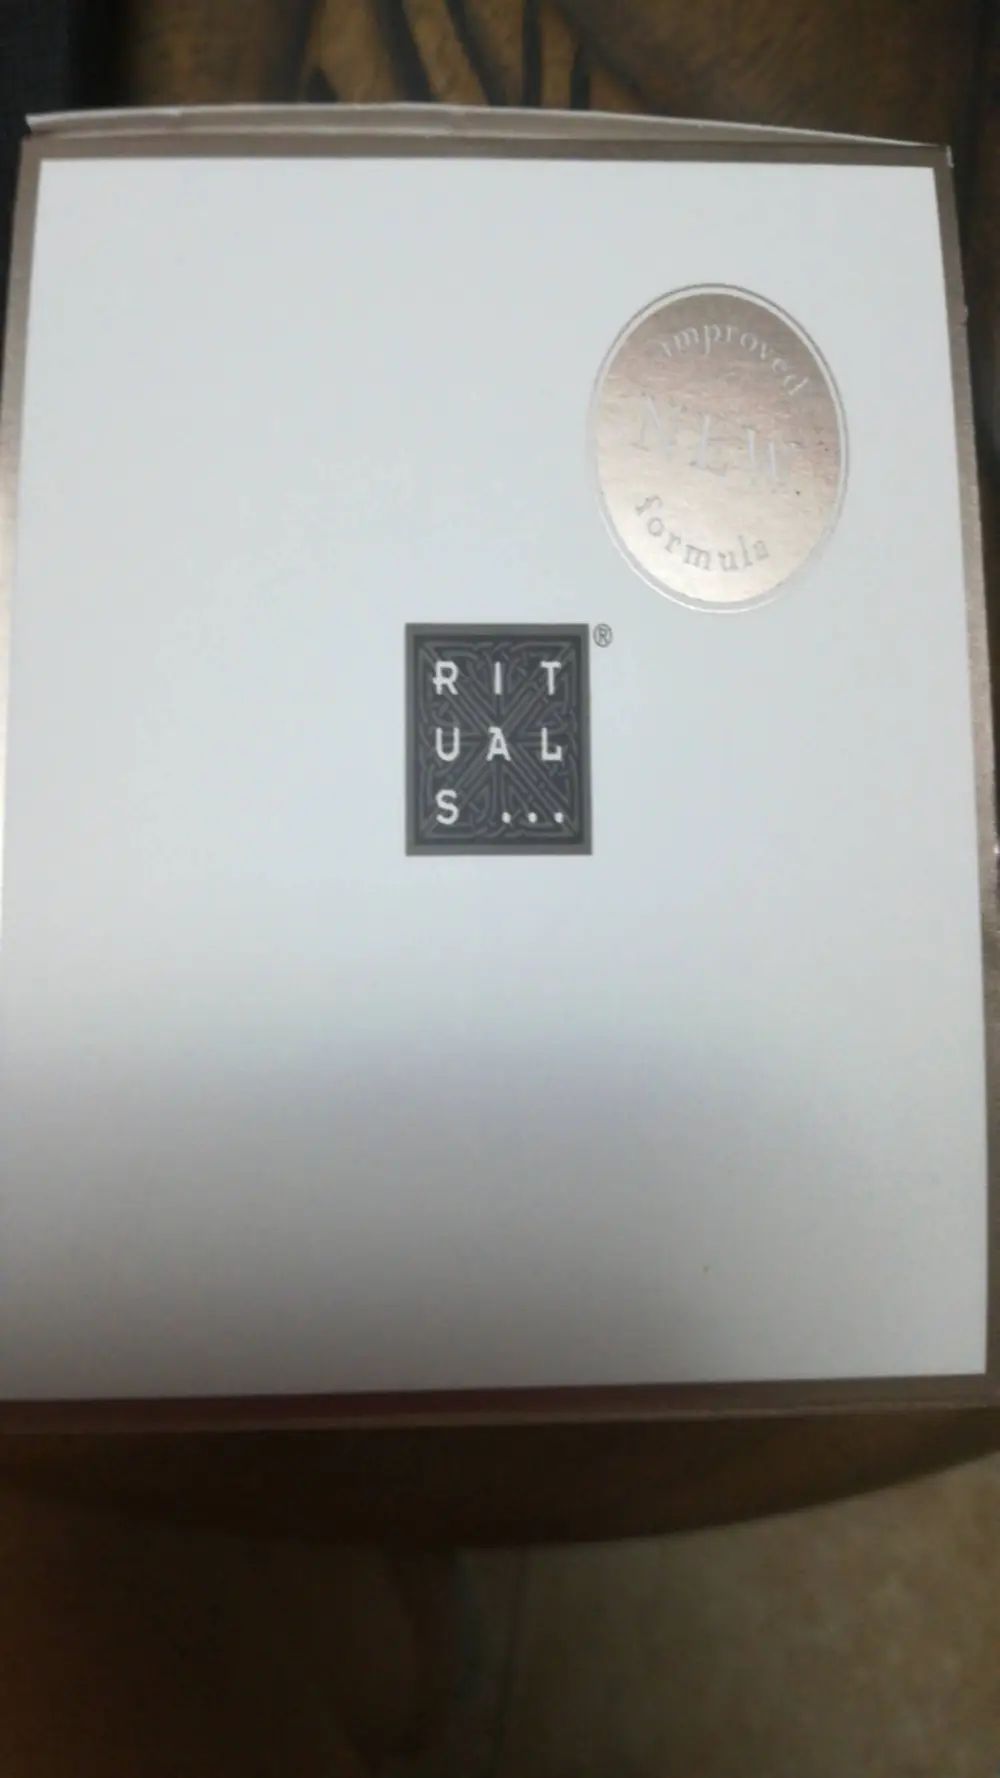 improved
NEW
formula
RIT
UAL
S...
®